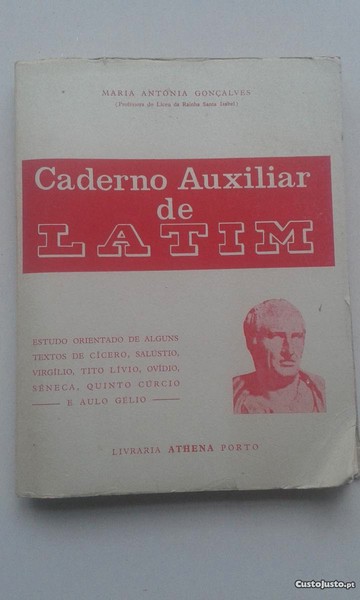 MARIA ANTÓNIA GONÇALVES
(Professora do Liceu da Rainha Santa Isabel)
Caderno Auxiliar
de
LATIM
ESTUDO ORIENTADO DE ALGUNS
TEXTOS DE CÍCERO, SALÚSTIO,
VIRGÍLIO, TITO LÍVIO, OVÍDIO,
SÉNECA, QUINTO CÚRCIO
— E AULO GÉLIO —
LIVRARIA ATHENA PORTO
CustoJusto.pt